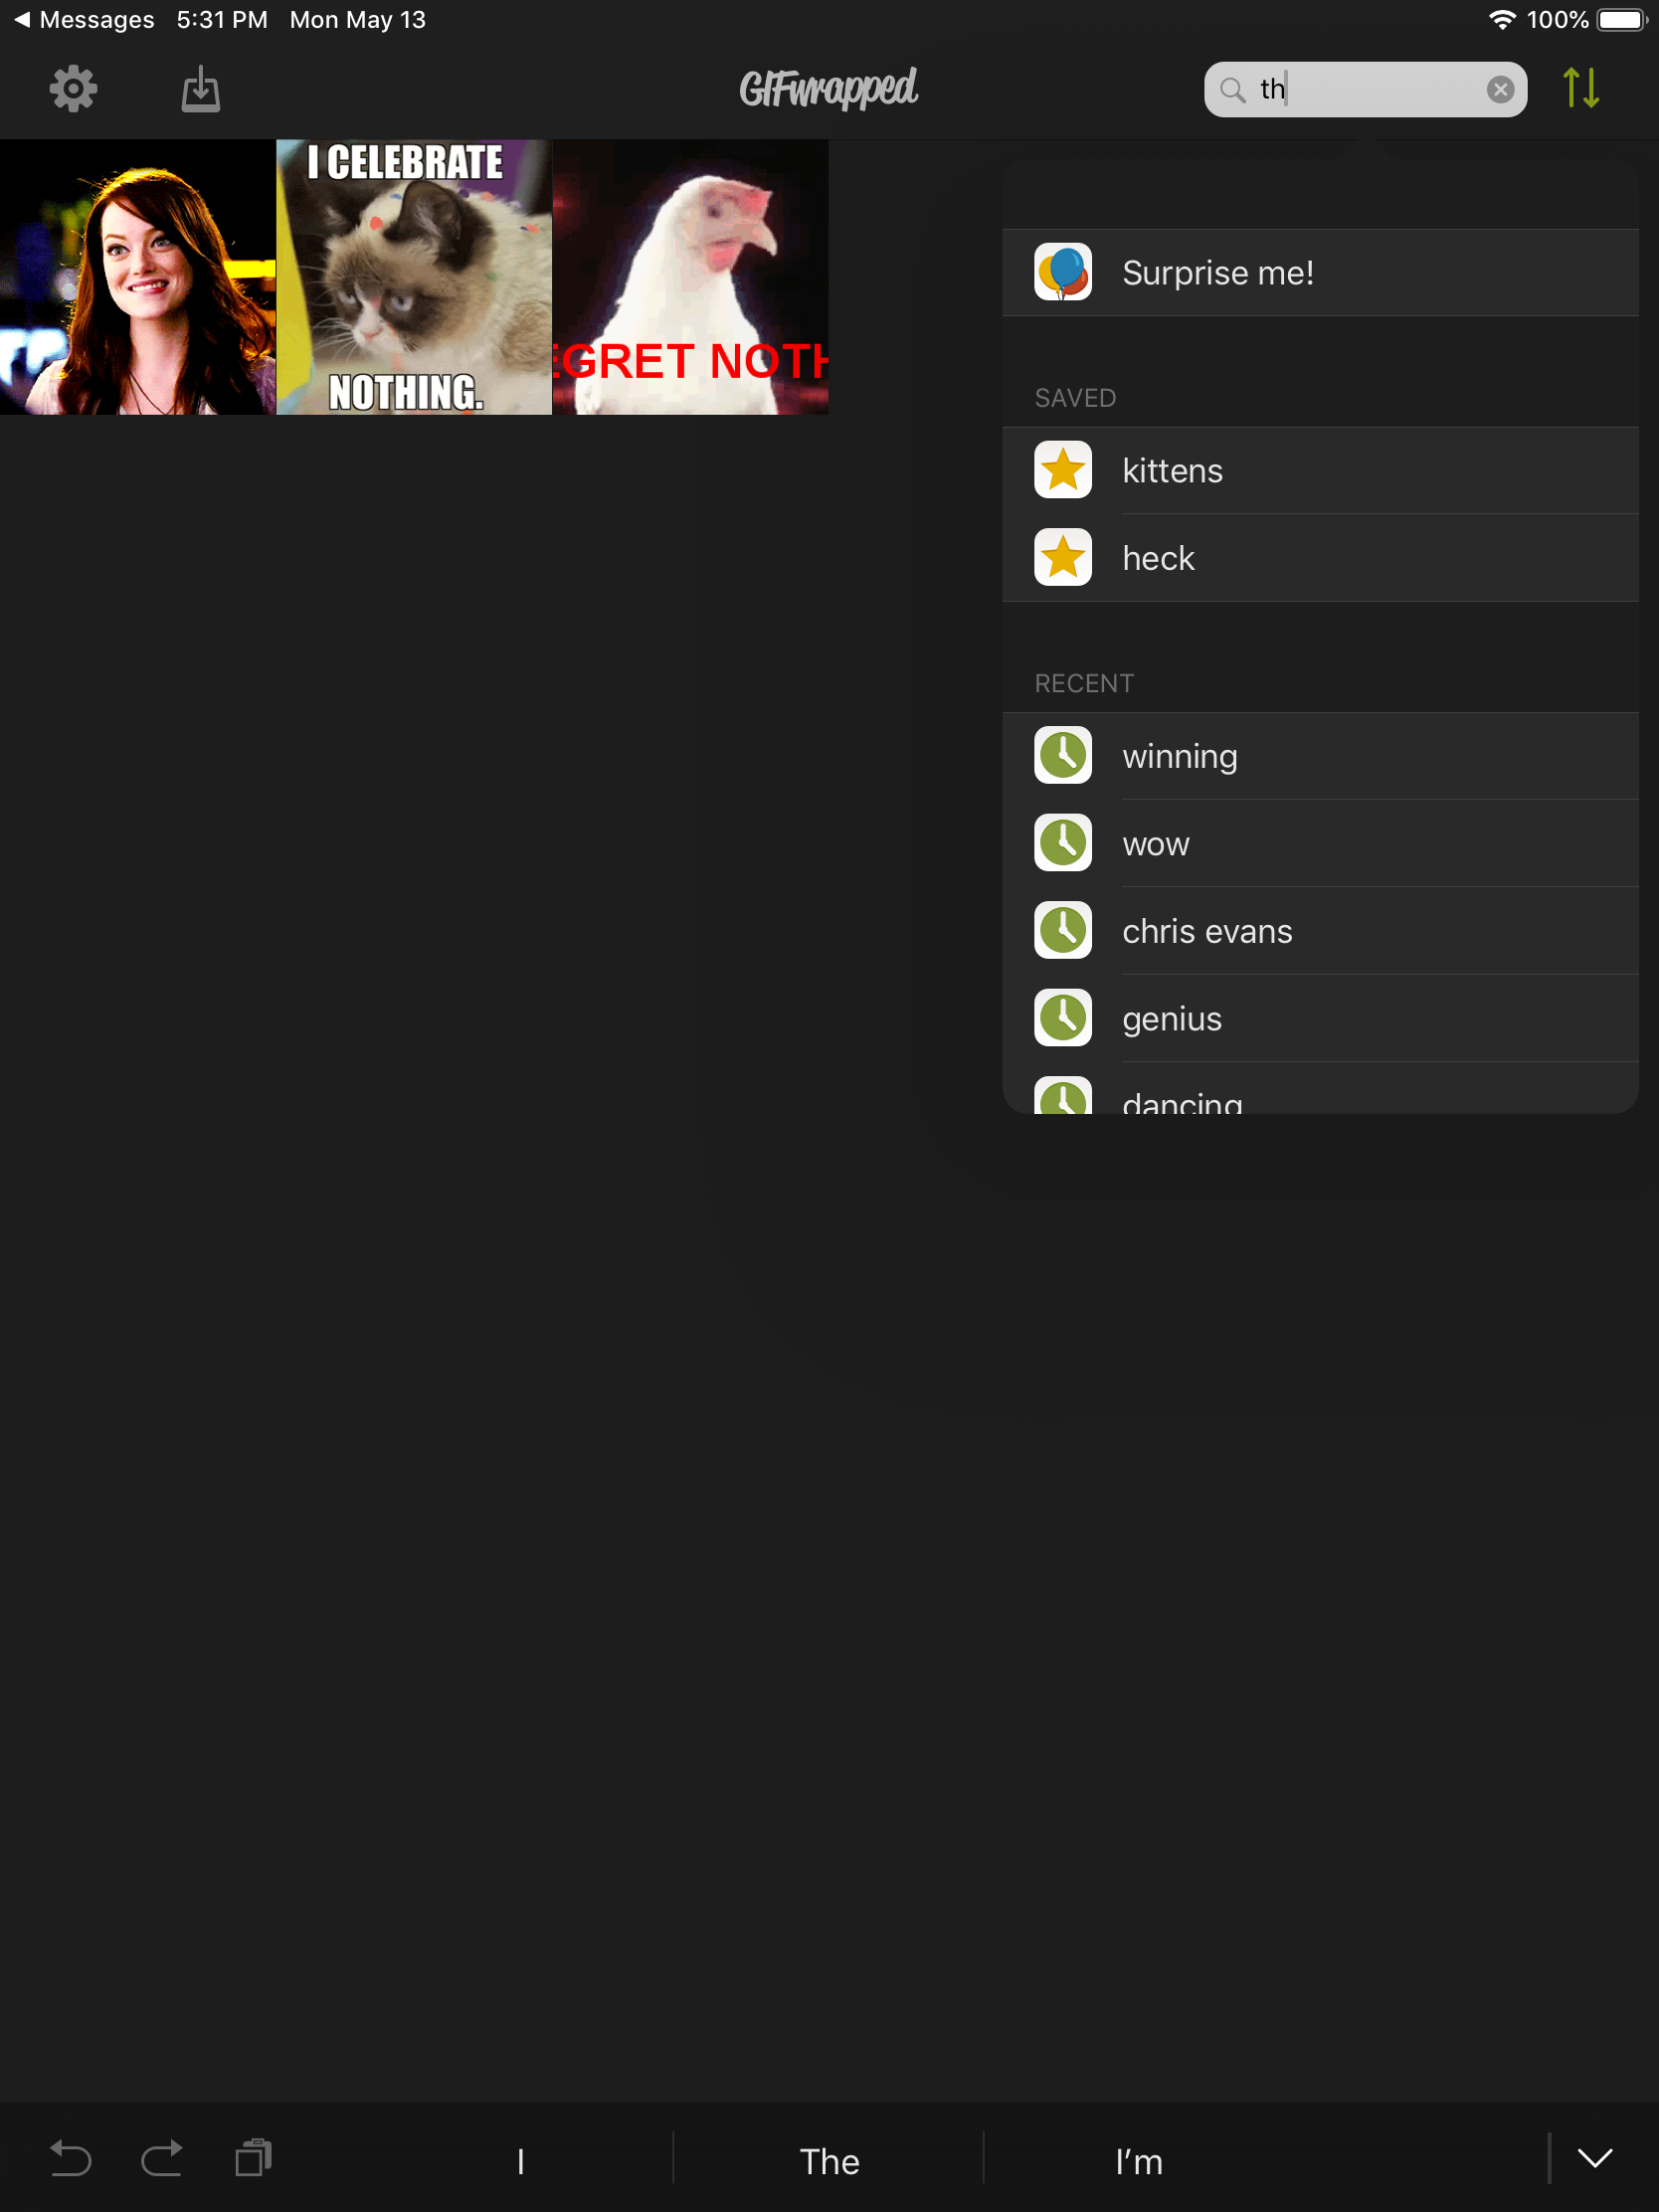 Messages 5:31 PM Mon May 13 100%
GIFwrapped
th
I CELEBRATE
NOTHING.
EGRET NOTH
Surprise me!
SAVED
kittens
heck
RECENT
winning
wow
chris evans
genius
dancing
I The I’m